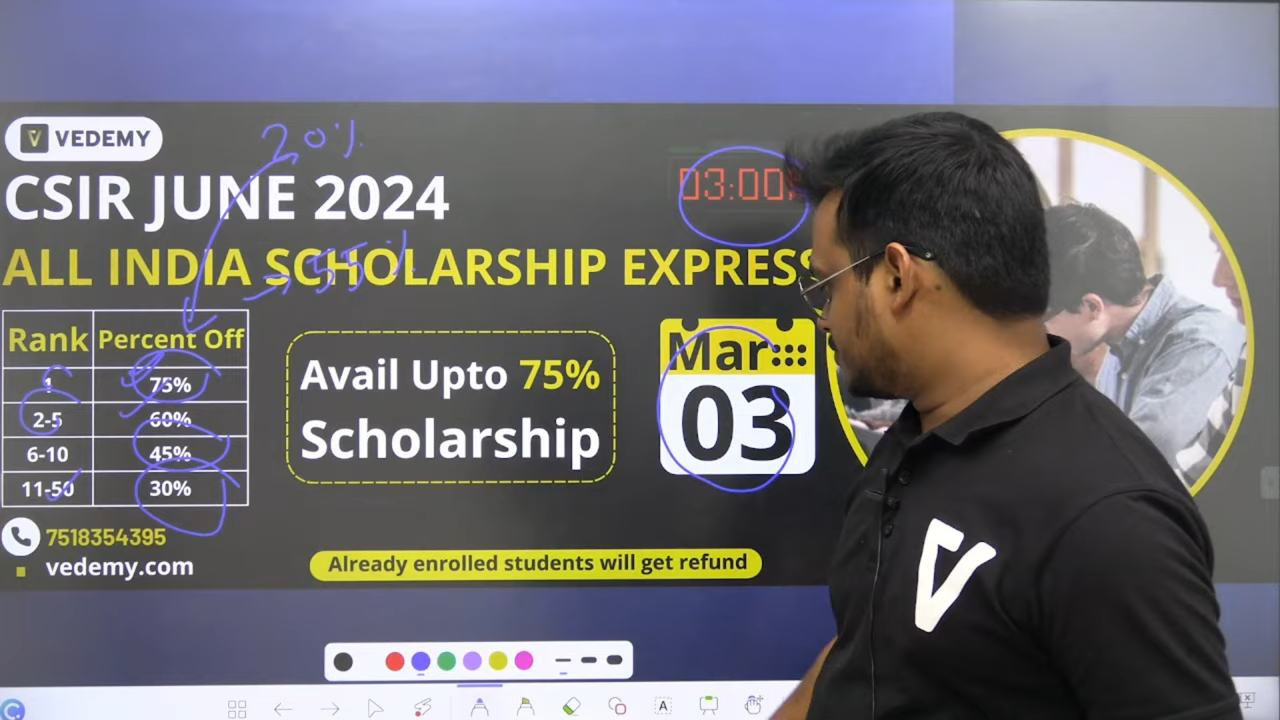 VEDEMY
20%
CSIR JUNE 2024
03:00
ALL INDIA SCHOLARSHIP EXPRESS
→ 55%
Rank Percent Off
1 75%
2-5 60%
6-10 45%
11-50 30%
Avail Upto 75%
Scholarship
Mar
03
7518354395
vedemy.com
Already enrolled students will get refund
A